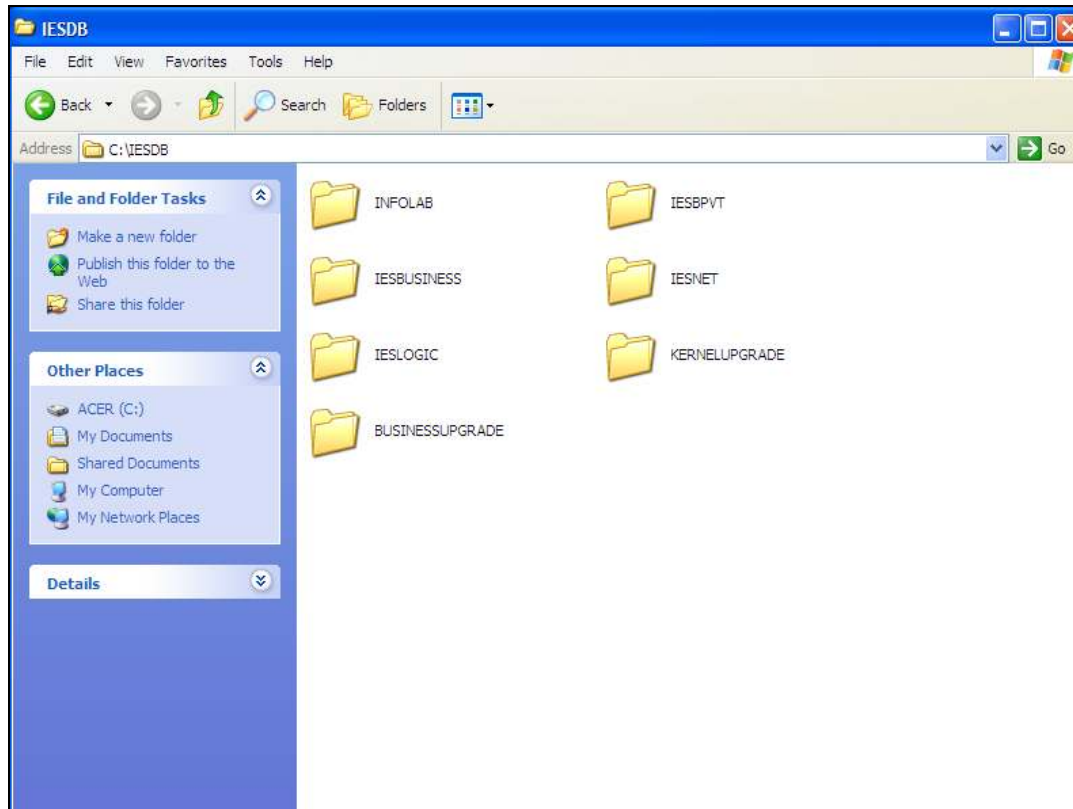 IESDB
File Edit View Favorites Tools Help
Back Search Folders
Address C:\IESDB Go
File and Folder Tasks
Make a new folder
Publish this folder to the
Web
Share this folder
Other Places
ACER (C:)
My Documents
Shared Documents
My Computer
My Network Places
Details
INFOLAB IESBPVT
IESBUSINESS IESNET
IESLOGIC KERNELUPGRADE
BUSINESSUPGRADE